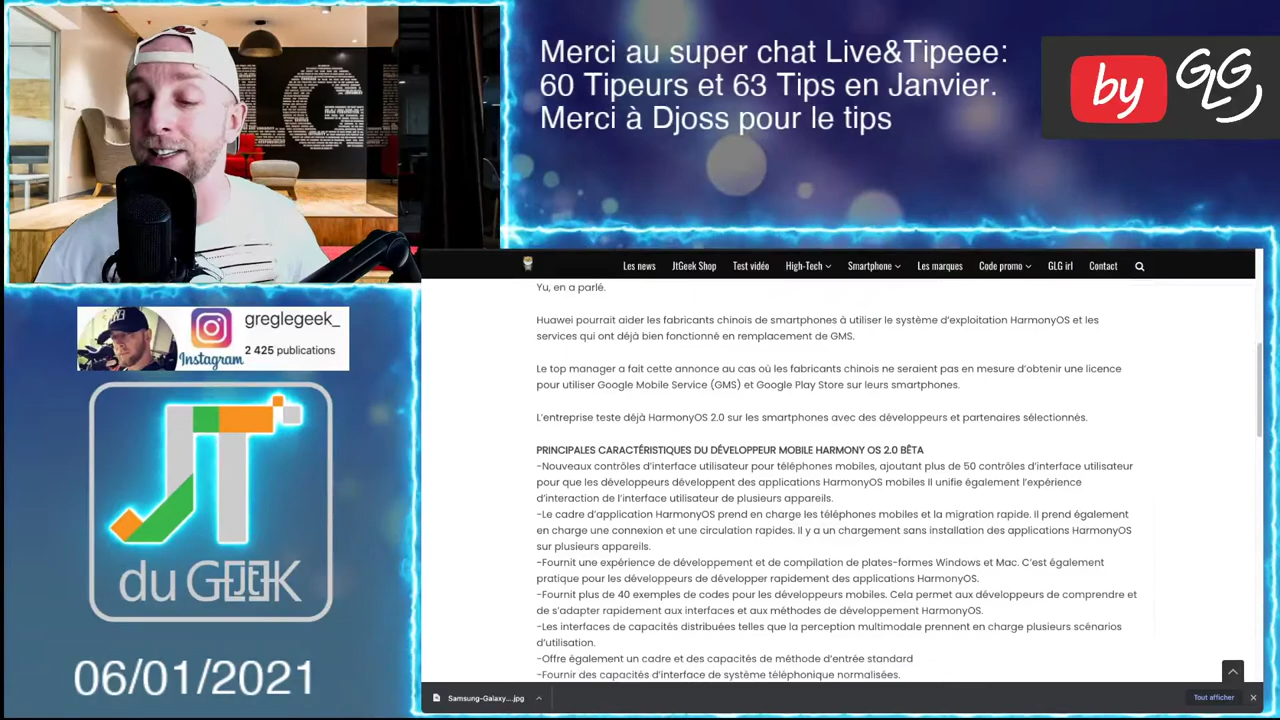 Merci au super chat Live&Tipeee:
60 Tipeurs et 63 Tips en Janvier.
Merci à Djoss pour le tips
by GLG
greglegeek_
Instagram
2 425 publications
JT
du GEEK
06/01/2021
Les news JtGeek Shop Test vidéo High-Tech Smartphone Les marques Code promo GLG irl Contact
Yu, en a parlé.
Huawei pourrait aider les fabricants chinois de smartphones à utiliser le système d'exploitation HarmonyOS et les
services qui ont déjà bien fonctionné en remplacement de GMS.
Le top manager a fait cette annonce au cas où les fabricants chinois ne seraient pas en mesure d'obtenir une licence
pour utiliser Google Mobile Service (GMS) et Google Play Store sur leurs smartphones.
L'entreprise teste déjà HarmonyOS 2.0 sur les smartphones avec des développeurs et partenaires sélectionnés.
PRINCIPALES CARACTÉRISTIQUES DU DÉVELOPPEUR MOBILE HARMONY OS 2.0 BÊTA
-Nouveaux contrôles d'interface utilisateur pour téléphones mobiles, ajoutant plus de 50 contrôles d'interface utilisateur
pour que les développeurs développent des applications HarmonyOS mobiles Il unifie également l'expérience
d'interaction de l'interface utilisateur de plusieurs appareils.
-Le cadre d'application HarmonyOS prend en charge les téléphones mobiles et la migration rapide. Il prend également
en charge une connexion et une circulation rapides. Il y a un chargement sans installation des applications HarmonyOS
sur plusieurs appareils.
-Fournit une expérience de développement et de compilation de plates-formes Windows et Mac. C'est également
pratique pour les développeurs de développer rapidement des applications HarmonyOS.
-Fournit plus de 40 exemples de codes pour les développeurs mobiles. Cela permet aux développeurs de comprendre et
de s'adapter rapidement aux interfaces et aux méthodes de développement HarmonyOS.
-Les interfaces de capacités distribuées telles que la perception multimodale prennent en charge plusieurs scénarios
d'utilisation.
-Offre également un cadre et des capacités de méthode d'entrée standard
-Fournir des capacités d'interface de système téléphonique normalisées.
Samsung-Galaxy....jpg
Tout afficher